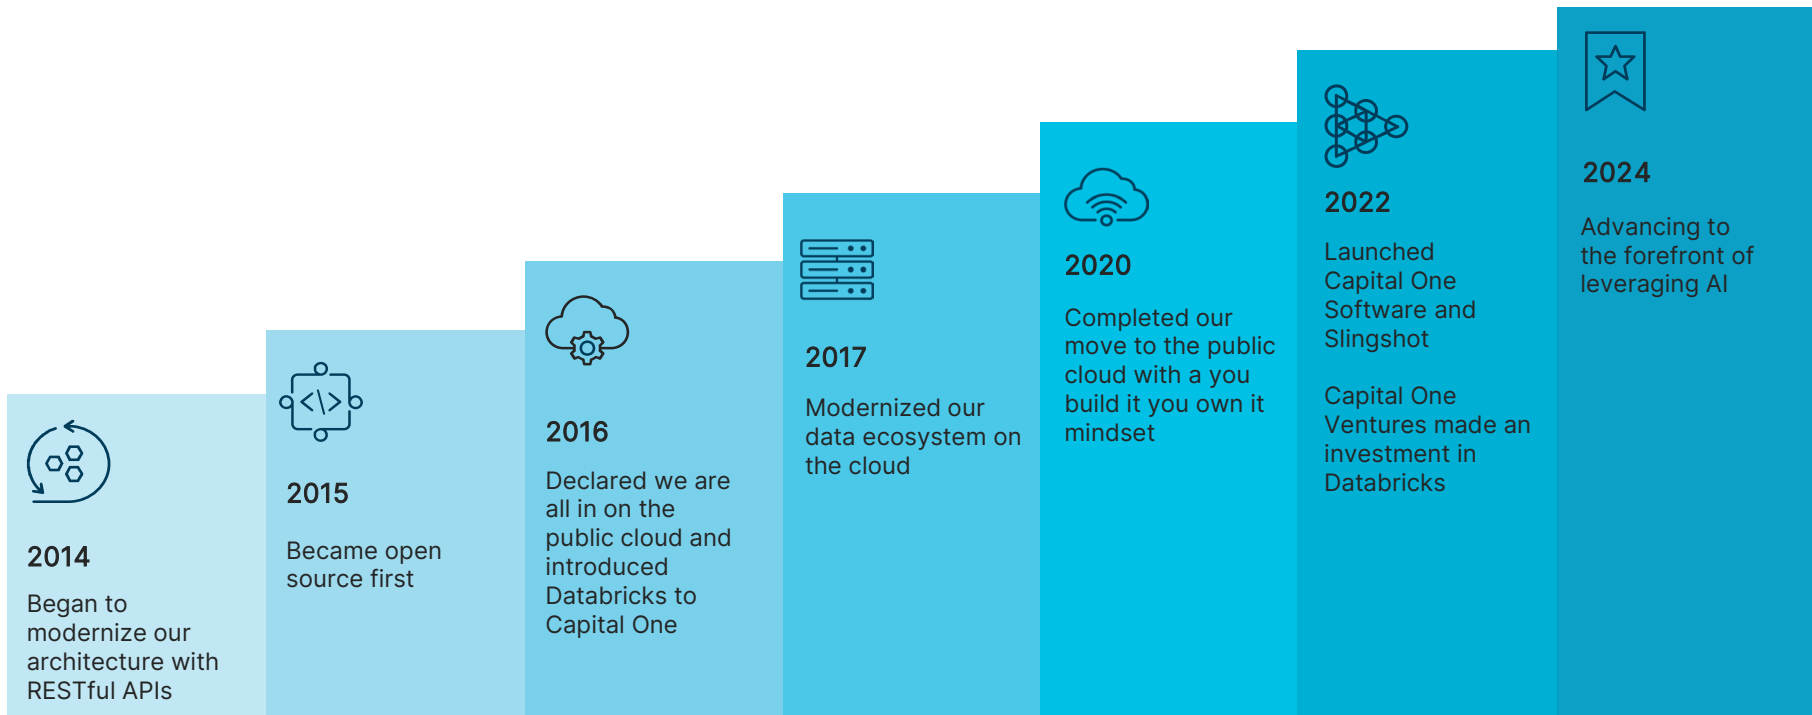 2014
Began to
modernize our
architecture with
RESTful APIs
2015
Became open
source first
2016
Declared we are
all in on the
public cloud and
introduced
Databricks to
Capital One
2017
Modernized our
data ecosystem on
the cloud
2020
Completed our
move to the public
cloud with a you
build it you own it
mindset
2022
Launched
Capital One
Software and
Slingshot
Capital One
Ventures made an
investment in
Databricks
2024
Advancing to
the forefront of
leveraging AI